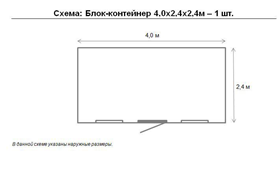 Схема: Блок-контейнер 4,0х2,4х2,4м – 1 шт.
4,0 м
2,4 м
В данной схеме указаны наружные размеры.